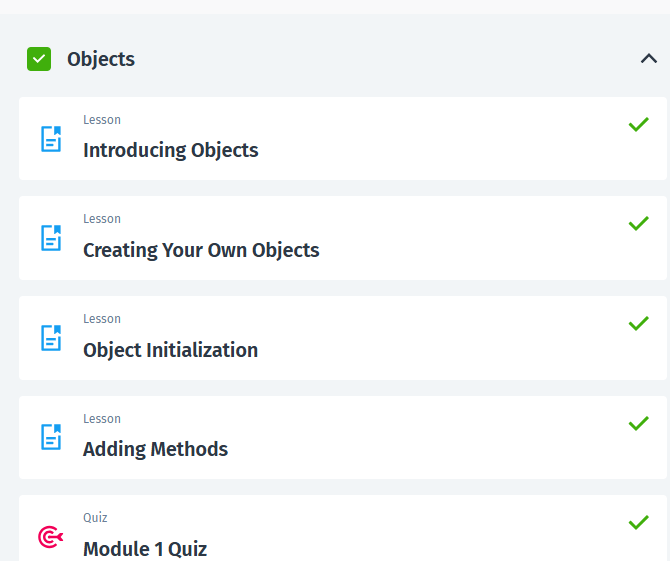 Objects
Lesson
Introducing Objects
Lesson
Creating Your Own Objects
Lesson
Object Initialization
Lesson
Adding Methods
Quiz
Module 1 Quiz